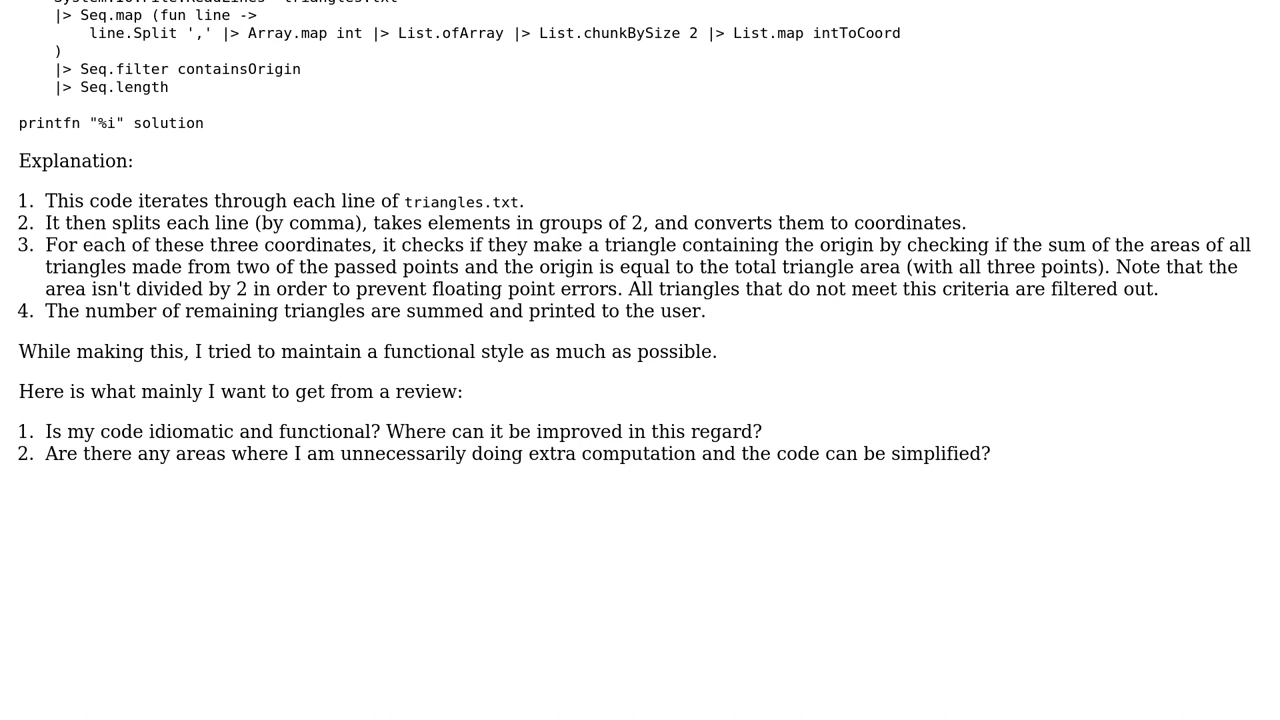 System.IO.File.ReadLines "triangles.txt"
|> Seq.map (fun line ->
line.Split ',' |> Array.map int |> List.ofArray |> List.chunkBySize 2 |> List.map intToCoord
)
|> Seq.filter containsOrigin
|> Seq.length
printfn "%i" solution
Explanation:
1. This code iterates through each line of triangles.txt.
2. It then splits each line (by comma), takes elements in groups of 2, and converts them to coordinates.
3. For each of these three coordinates, it checks if they make a triangle containing the origin by checking if the sum of the areas of all
triangles made from two of the passed points and the origin is equal to the total triangle area (with all three points). Note that the
area isn't divided by 2 in order to prevent floating point errors. All triangles that do not meet this criteria are filtered out.
4. The number of remaining triangles are summed and printed to the user.
While making this, I tried to maintain a functional style as much as possible.
Here is what mainly I want to get from a review:
1. Is my code idiomatic and functional? Where can it be improved in this regard?
2. Are there any areas where I am unnecessarily doing extra computation and the code can be simplified?